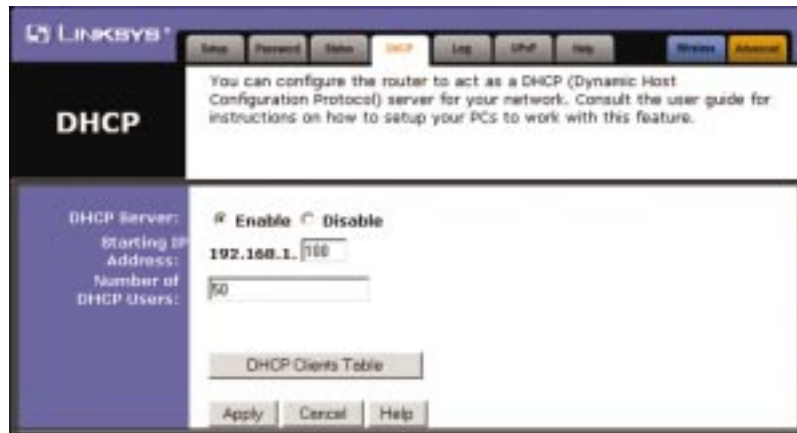 LINKSYS®
Setup Password Status DHCP Log UPnP Help Wireless Advanced
DHCP
You can configure the router to act as a DHCP (Dynamic Host
Configuration Protocol) server for your network. Consult the user guide for
instructions on how to setup your PCs to work with this feature.
DHCP Server: Enable Disable
Starting IP
Address: 192.168.1. 100
Number of
DHCP Users: 50
DHCP Clients Table
Apply Cancel Help